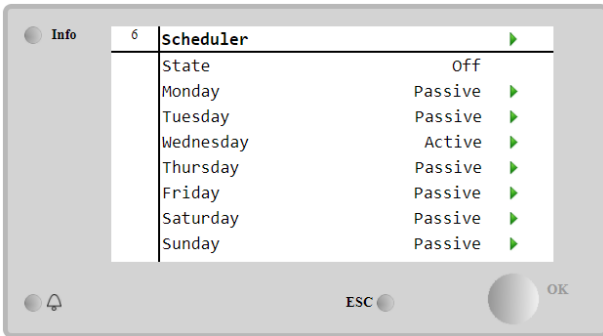 Info
6 Scheduler
State Off
Monday Passive
Tuesday Passive
Wednesday Active
Thursday Passive
Friday Passive
Saturday Passive
Sunday Passive
ESC OK